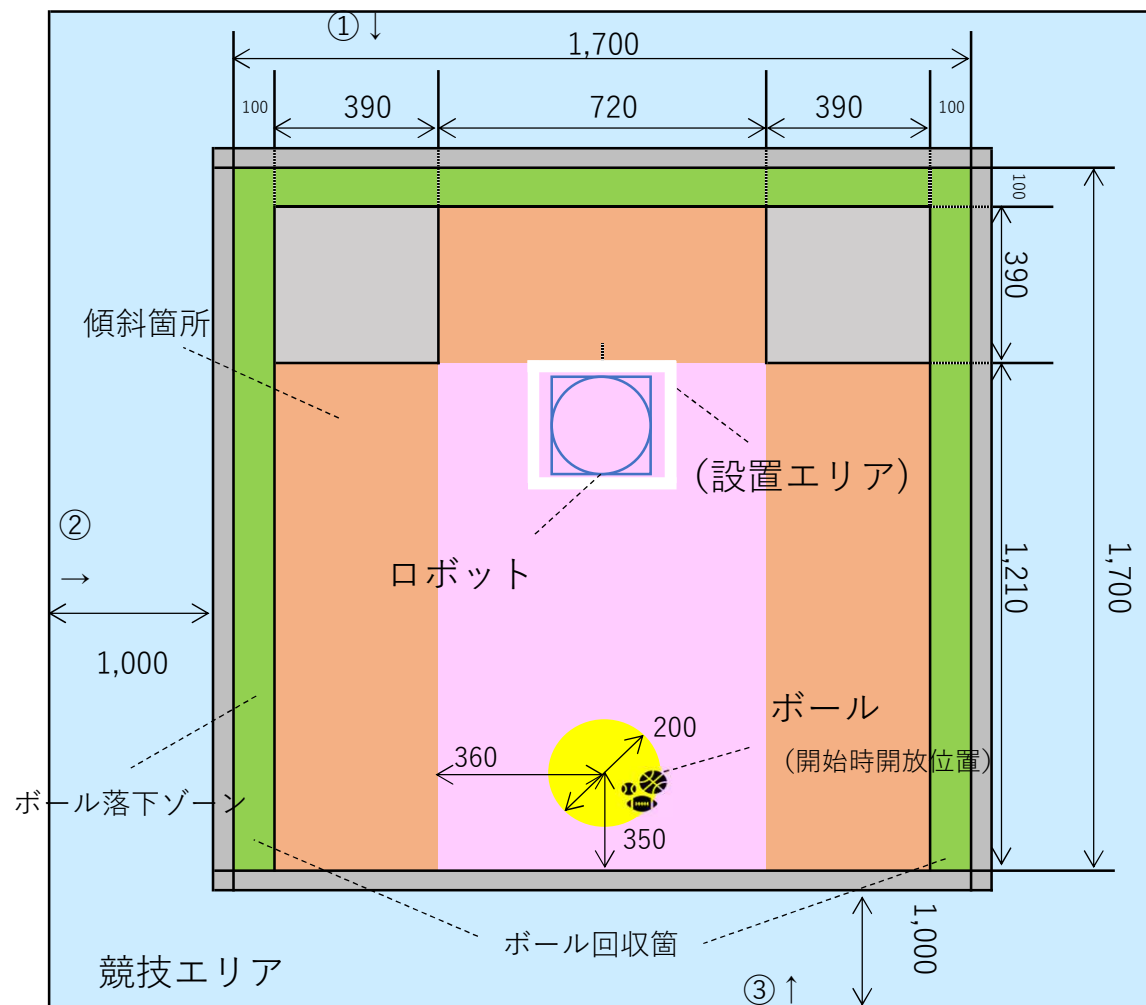 ① ↓
1,700
100
390
720
390
100
100
390
傾斜箇所
(設置エリア)
②
→
ロボット
1,210
1,700
1,000
ボール
200
(開始時開放位置)
360
ボール落下ゾーン
350
ボール回収箇
1,000
競技エリア
③ ↑